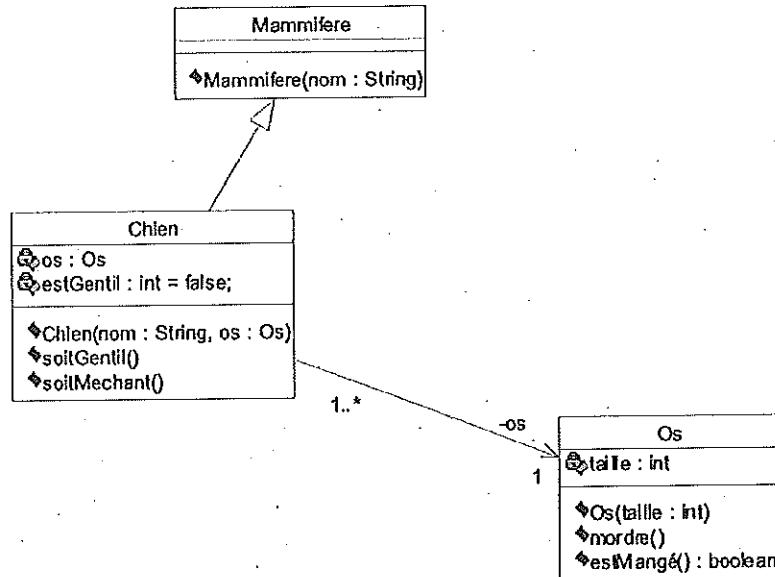 Mammifere
Mammifere(nom : String)
Chien
os : Os
estGentil : int = false;
Chien(nom : String, os : Os)
soitGentil()
soitMechant()
1..*
-os
1
Os
taille : int
Os(taille : int)
mordre()
estMangé() : boolean